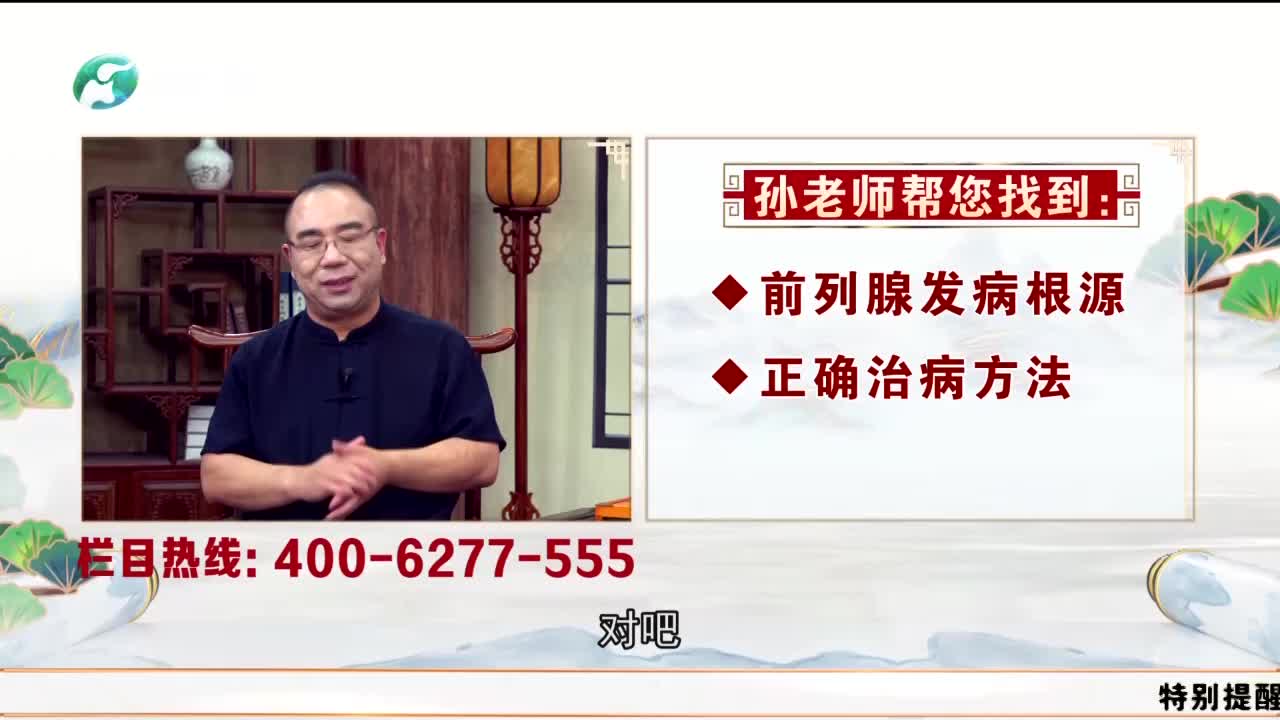 孙老师帮您找到：
◆前列腺发病根源
◆正确治病方法
栏目热线：400-6277-555
对吧
特别提醒